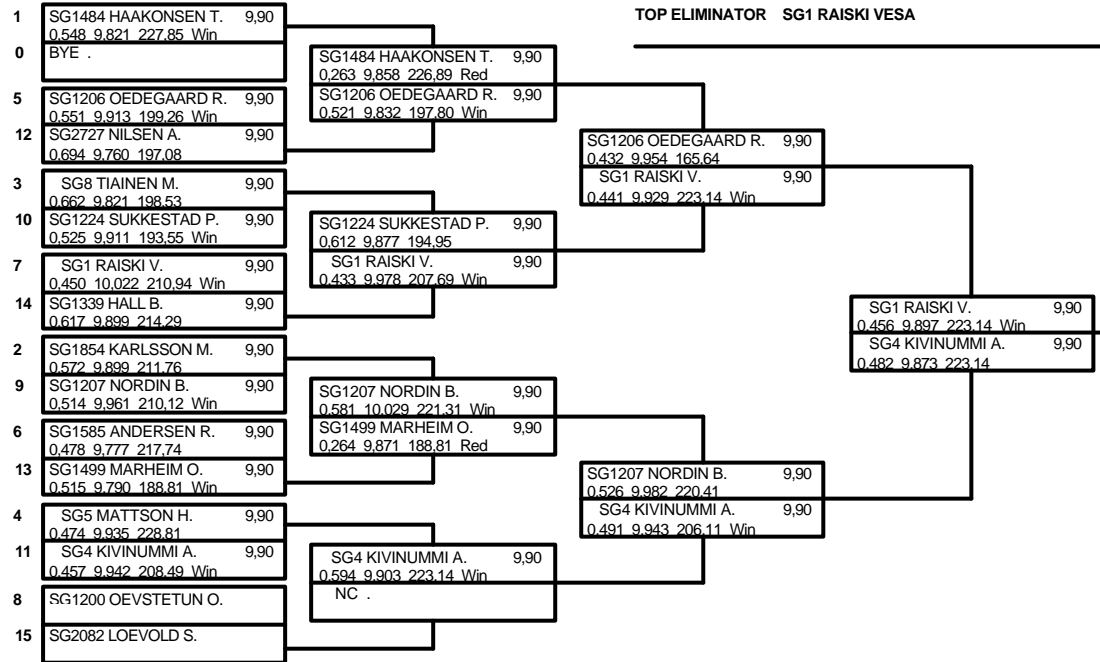 TOP ELIMINATOR SG1 RAISKI VESA
1 SG1484 HAAKONSEN T. 9,90
0.548 9.821 227.85 Win
0 BYE .
5 SG1206 OEDEGAARD R. 9,90
0.551 9.913 199.26 Win
12 SG2727 NILSEN A. 9,90
0.694 9.760 197.08
3 SG8 TIAINEN M. 9,90
0.662 9.821 198.53
10 SG1224 SUKKESTAD P. 9,90
0,525 9,911 193,55 Win
7 SG1 RAISKI V. 9,90
0,450 10,022 210,94 Win
14 SG1339 HALL B. 9,90
0.617 9.899 214.29
2 SG1854 KARLSSON M. 9,90
0.572 9.899 211.76
9 SG1207 NORDIN B. 9,90
0,514 9,961 210,12 Win
6 SG1585 ANDERSEN R. 9,90
0,478 9,777 217,74
13 SG1499 MARHEIM O. 9,90
0.515 9.790 188.81 Win
4 SG5 MATTSON H. 9,90
0.474 9.935 228.81
11 SG4 KIVINUMMI A. 9,90
0.457 9.942 208.49 Win
8 SG1200 OEVSTETUN O.
15 SG2082 LOEVOLD S.
SG1484 HAAKONSEN T. 9,90
0,263 9,858 226,89 Red
SG1206 OEDEGAARD R. 9,90
0.521 9.832 197.80 Win
SG1224 SUKKESTAD P. 9,90
0,612 9,877 194,95
SG1 RAISKI V. 9,90
0.433 9.978 207.69 Win
SG1207 NORDIN B. 9,90
0.581 10.029 221.31 Win
SG1499 MARHEIM O. 9,90
0,264 9,871 188,81 Red
SG4 KIVINUMMI A. 9,90
0.594 9.903 223.14 Win
NC .
SG1206 OEDEGAARD R. 9,90
0.432 9.954 165.64
SG1 RAISKI V. 9,90
0.441 9.929 223.14 Win
SG1207 NORDIN B. 9,90
0.526 9.982 220.41
SG4 KIVINUMMI A. 9,90
0.491 9.943 206.11 Win
SG1 RAISKI V. 9,90
0.456 9.897 223.14 Win
SG4 KIVINUMMI A. 9,90
0.482 9.873 223.14